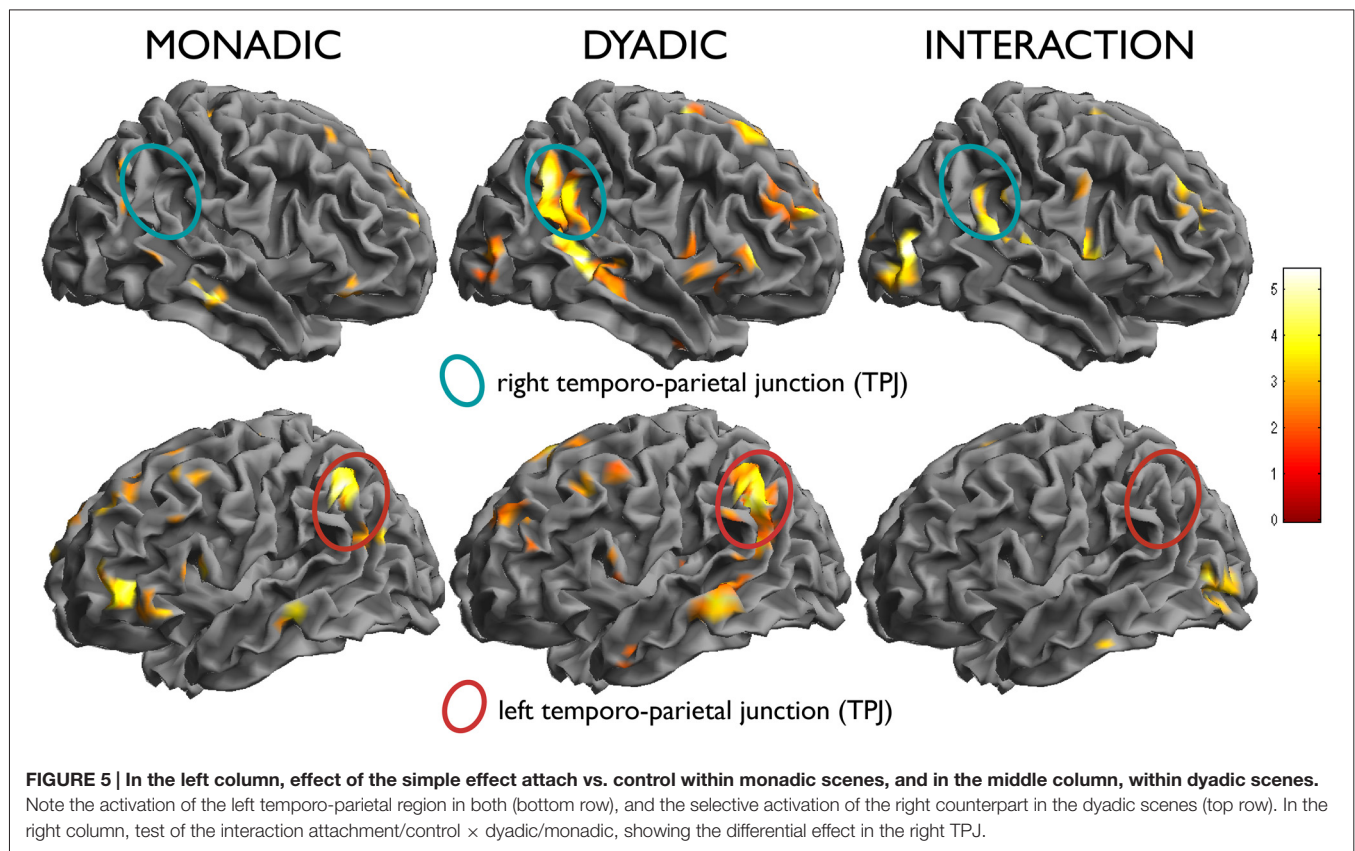 MONADIC DYADIC INTERACTION
5
4
3
2
1
0
right temporo-parietal junction (TPJ)
left temporo-parietal junction (TPJ)
FIGURE 5 | In the left column, effect of the simple effect attach vs. control within monadic scenes, and in the middle column, within dyadic scenes.
Note the activation of the left temporo-parietal region in both (bottom row), and the selective activation of the right counterpart in the dyadic scenes (top row). In the
right column, test of the interaction attachment/control × dyadic/monadic, showing the differential effect in the right TPJ.